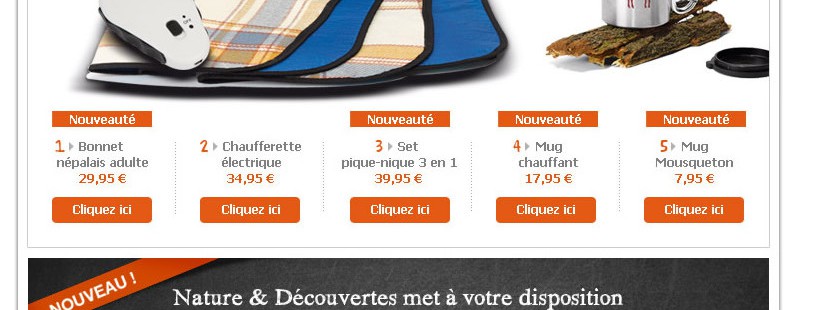 Nouveauté
1 Bonnet
népalais adulte
29,95 €
Cliquez ici
2 Chaufferette
électrique
34,95 €
Cliquez ici
Nouveauté
3 Set
pique-nique 3 en 1
39,95 €
Cliquez ici
Nouveauté
4 Mug
chauffant
17,95 €
Cliquez ici
Nouveauté
5 Mug
Mousqueton
7,95 €
Cliquez ici
NOUVEAU !
Nature & Découvertes met à votre disposition